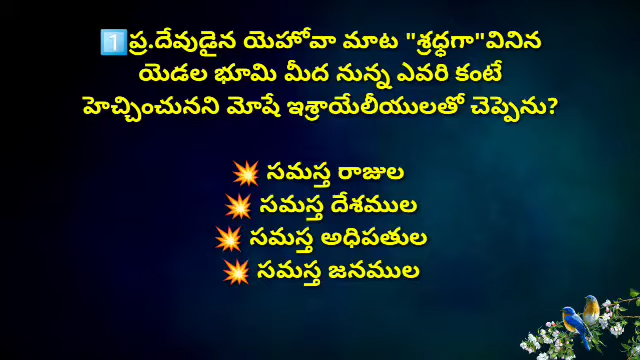 1️⃣ప్ర.దేవుడైన యెహోవా మాట "శ్రద్ధగా"వినిన
యెడల భూమి మీద నున్న ఎవరి కంటే
హెచ్చించునని మోషే ఇశ్రాయేలీయులతో చెప్పెను?
💥 సమస్త రాజుల
💥 సమస్త దేశముల
💥 సమస్త అధిపతుల
💥 సమస్త జనముల